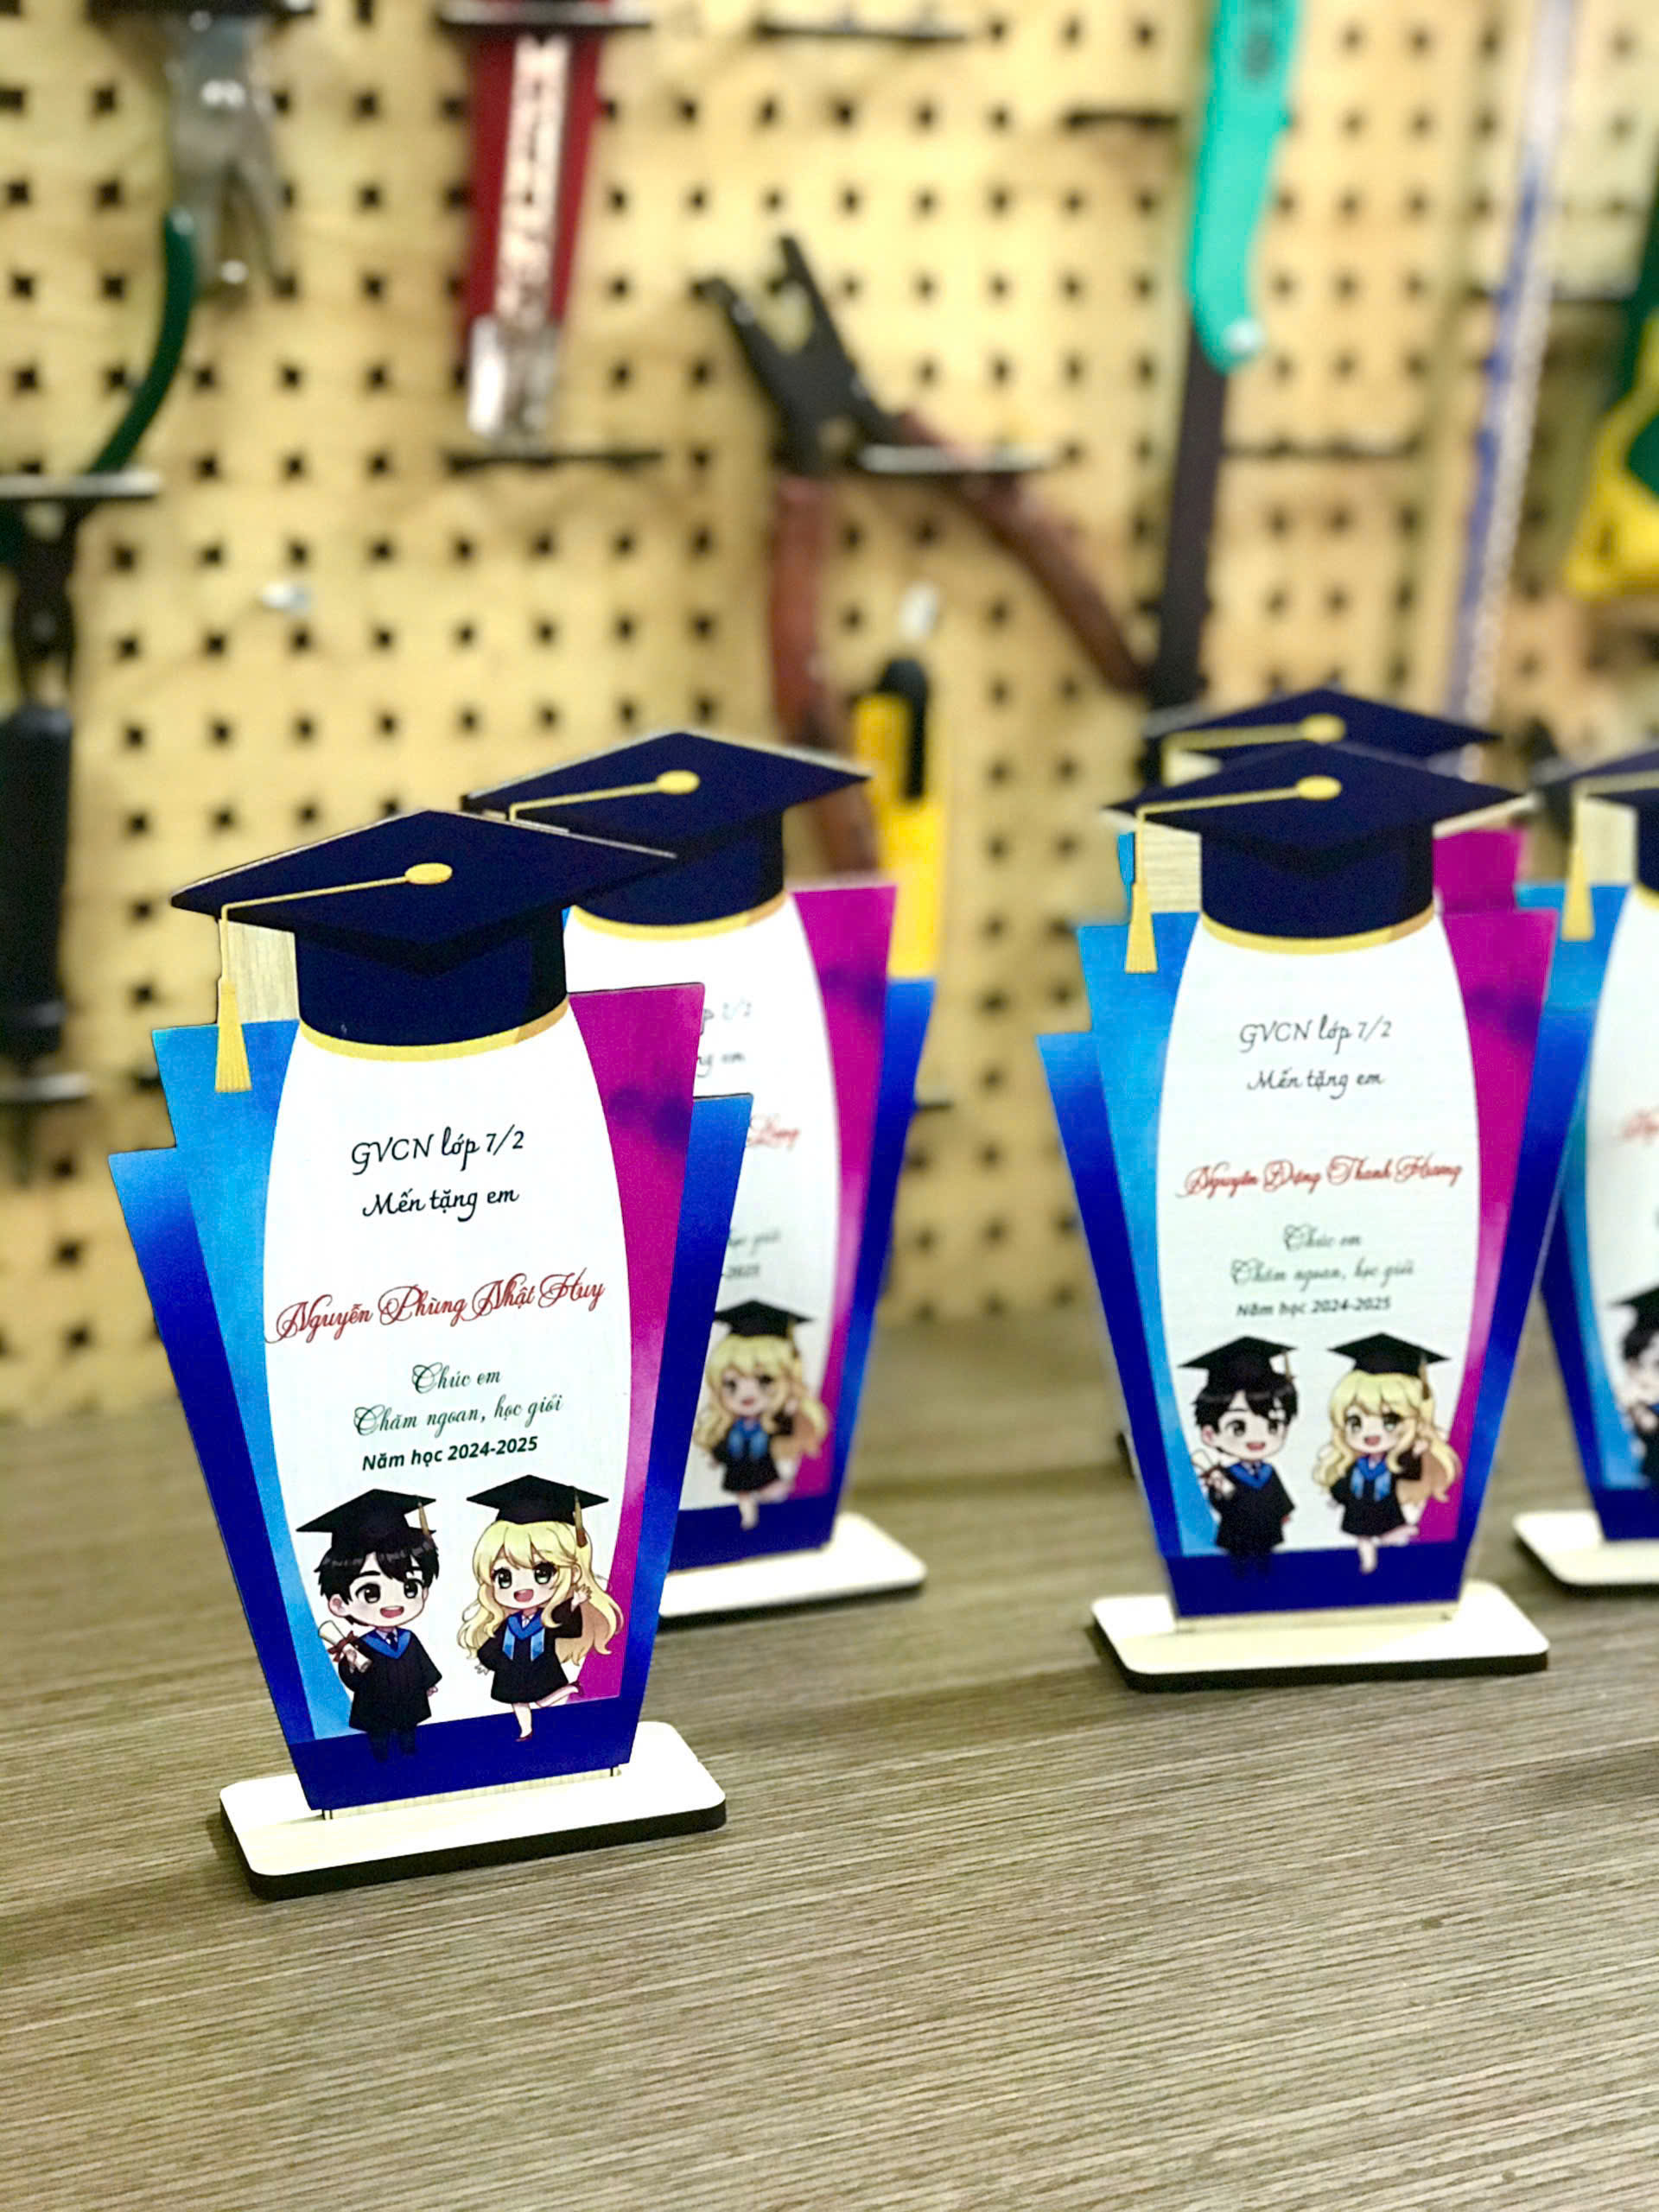 GVCN lớp 7/2
Mến tặng em
Nguyễn Phùng Nhật Huy
Chúc em
Chăm ngoan, học giỏi
Năm học 2024-2025
GVCN lớp 7/2
Mến tặng em
Nguyễn Đặng Thanh Hương
Chúc em
Chăm ngoan, học giỏi
Năm học 2024-2025